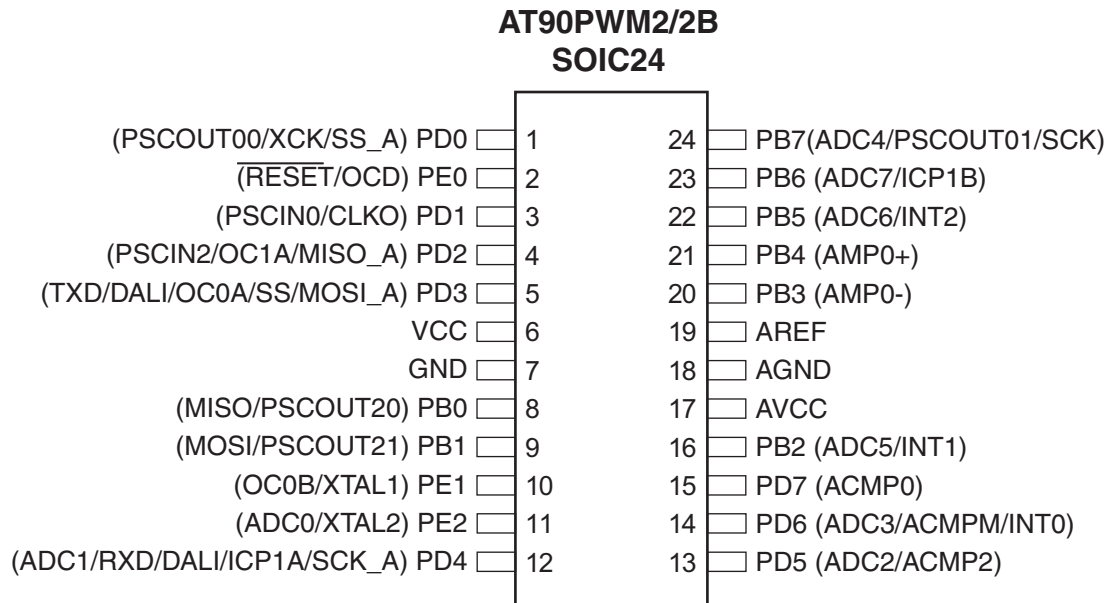 AT90PWM2/2B
SOIC24
(PSCOUT00/XCK/SS_A) PD0 1 24 PB7(ADC4/PSCOUT01/SCK)
(RESET/OCD) PE0 2 23 PB6 (ADC7/ICP1B)
(PSCIN0/CLKO) PD1 3 22 PB5 (ADC6/INT2)
(PSCIN2/OC1A/MISO_A) PD2 4 21 PB4 (AMP0+)
(TXD/DALI/OC0A/SS/MOSI_A) PD3 5 20 PB3 (AMP0-)
VCC 6 19 AREF
GND 7 18 AGND
(MISO/PSCOUT20) PB0 8 17 AVCC
(MOSI/PSCOUT21) PB1 9 16 PB2 (ADC5/INT1)
(OC0B/XTAL1) PE1 10 15 PD7 (ACMP0)
(ADC0/XTAL2) PE2 11 14 PD6 (ADC3/ACMPM/INT0)
(ADC1/RXD/DALI/ICP1A/SCK_A) PD4 12 13 PD5 (ADC2/ACMP2)